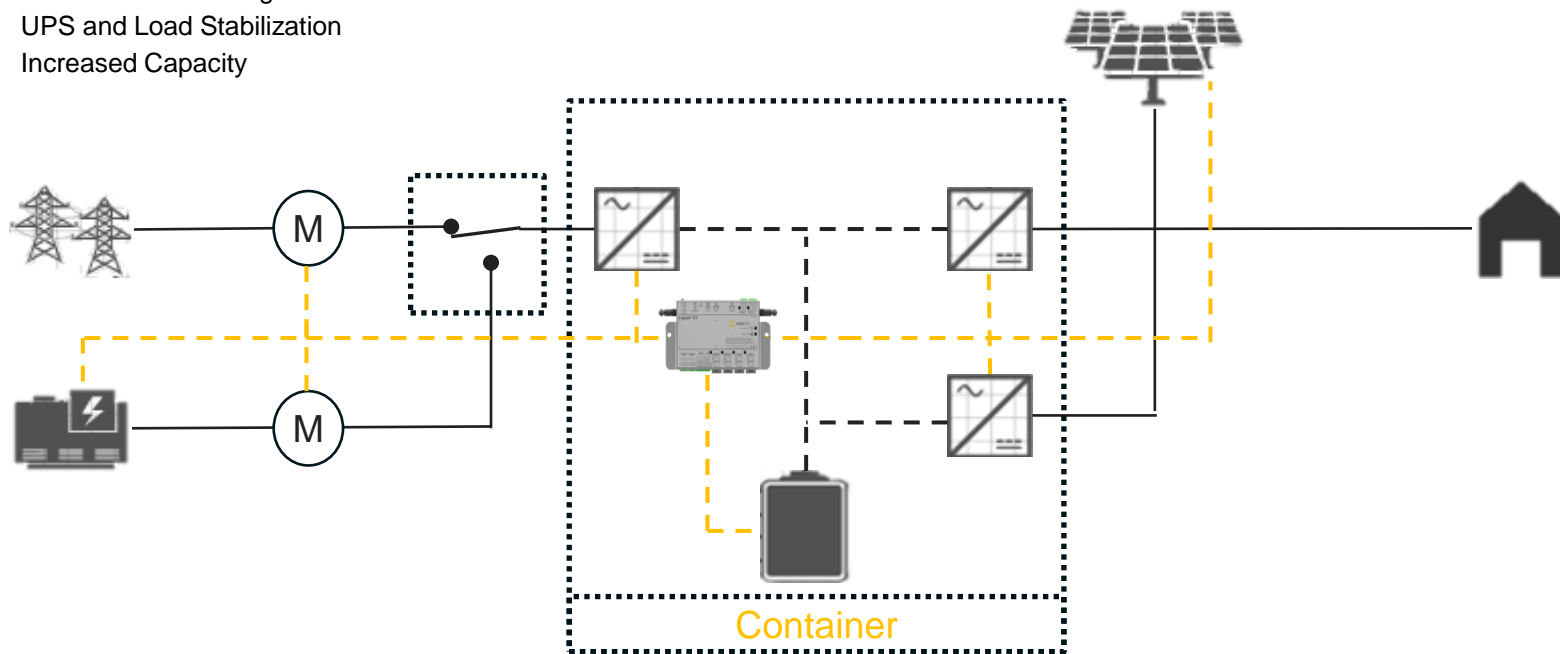 UPS and Load Stabilization
Increased Capacity
M
M
Container